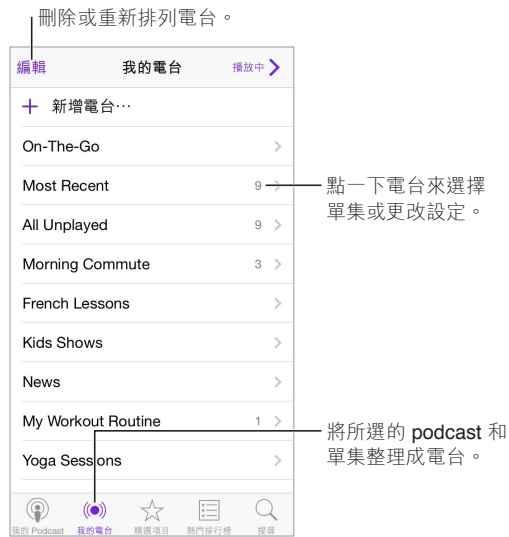 刪除或重新排列電台。
編輯
我的電台
播放中
新增電台…
On-The-Go
Most Recent 9
點一下電台來選擇
單集或更改設定。
All Unplayed 9
Morning Commute 3
French Lessons
Kids Shows
News
My Workout Routine 1
將所選的 podcast 和
單集整理成電台。
Yoga Sessions
我的 Podcast
我的電台
精選項目
熱門排行榜
搜尋